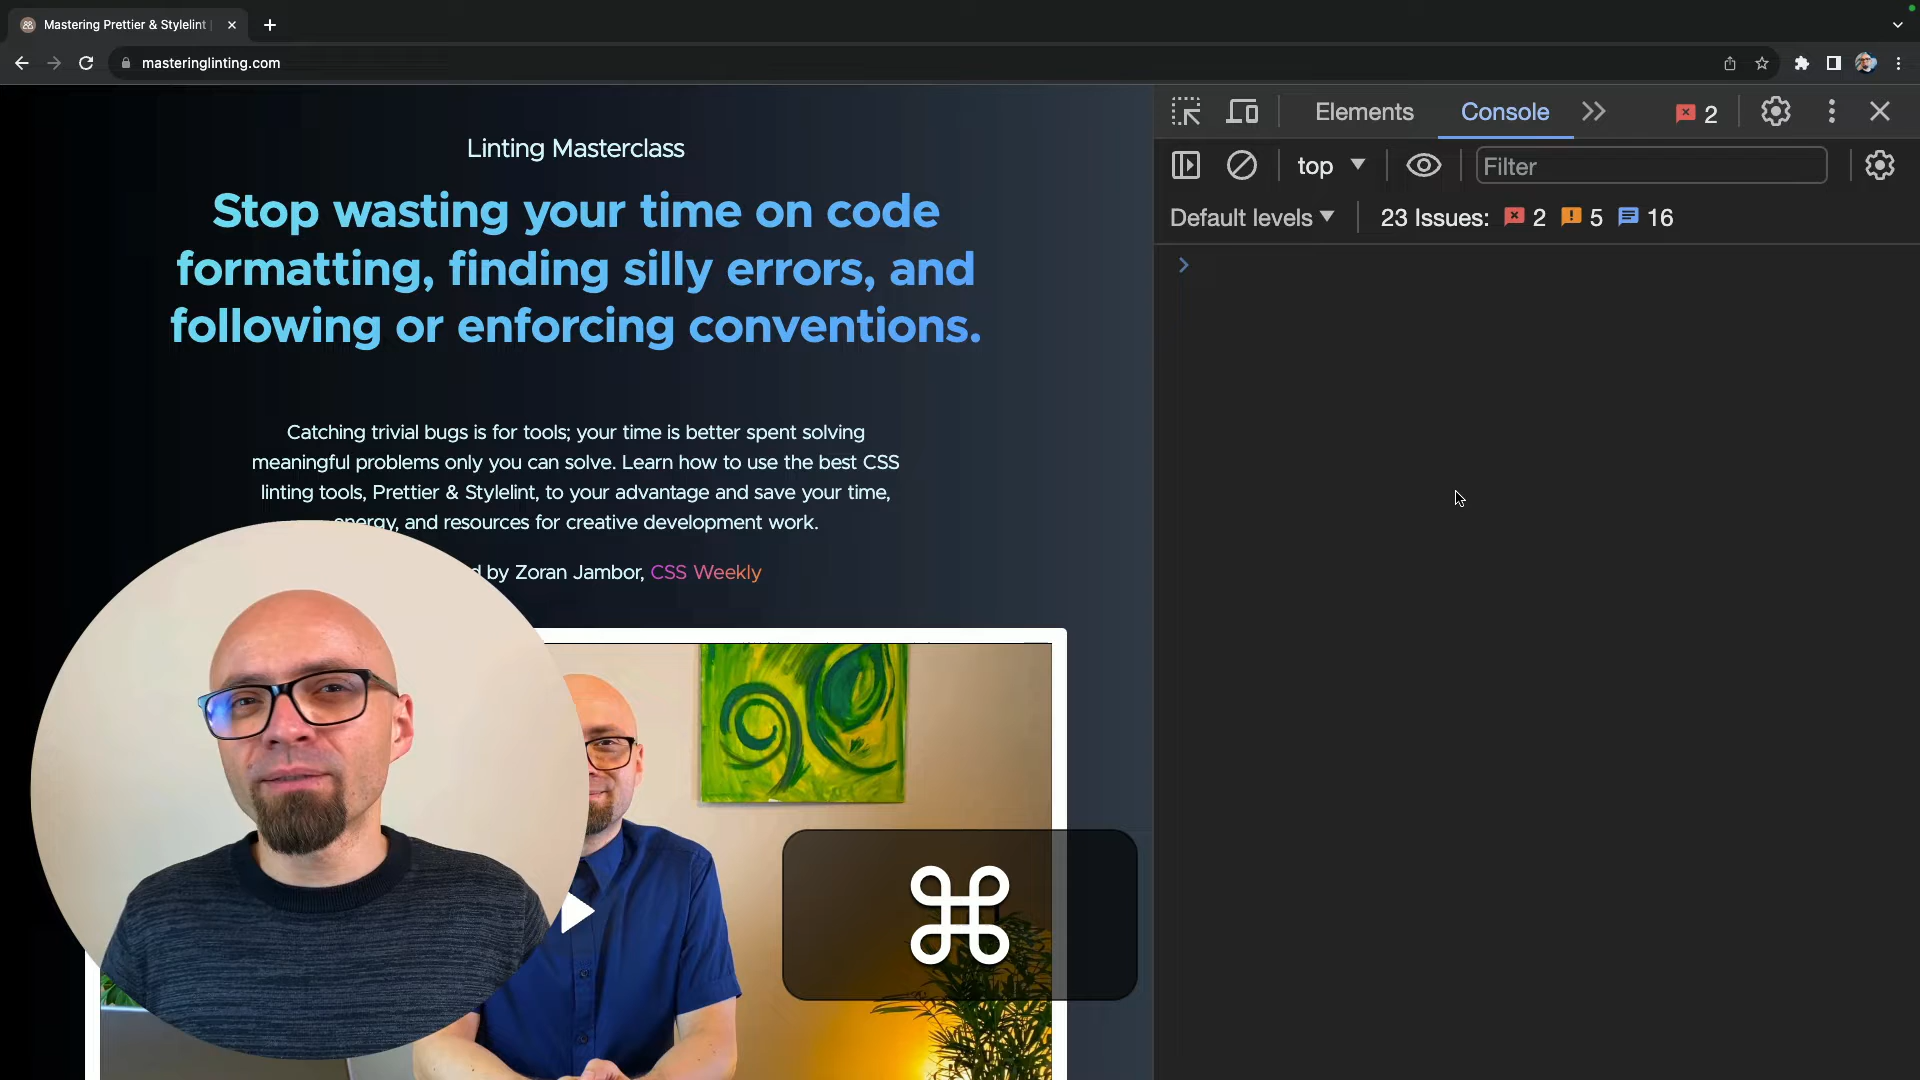 Mastering Prettier & Stylelint
masteringlinting.com
Linting Masterclass
Stop wasting your time on code
formatting, finding silly errors, and
following or enforcing conventions.
Catching trivial bugs is for tools; your time is better spent solving
meaningful problems only you can solve. Learn how to use the best CSS
linting tools, Prettier & Stylelint, to your advantage and save your time,
energy, and resources for creative development work.
by Zoran Jambor, CSS Weekly
Elements
Console
2
top
Filter
Default levels
23 Issues: 2 5 16